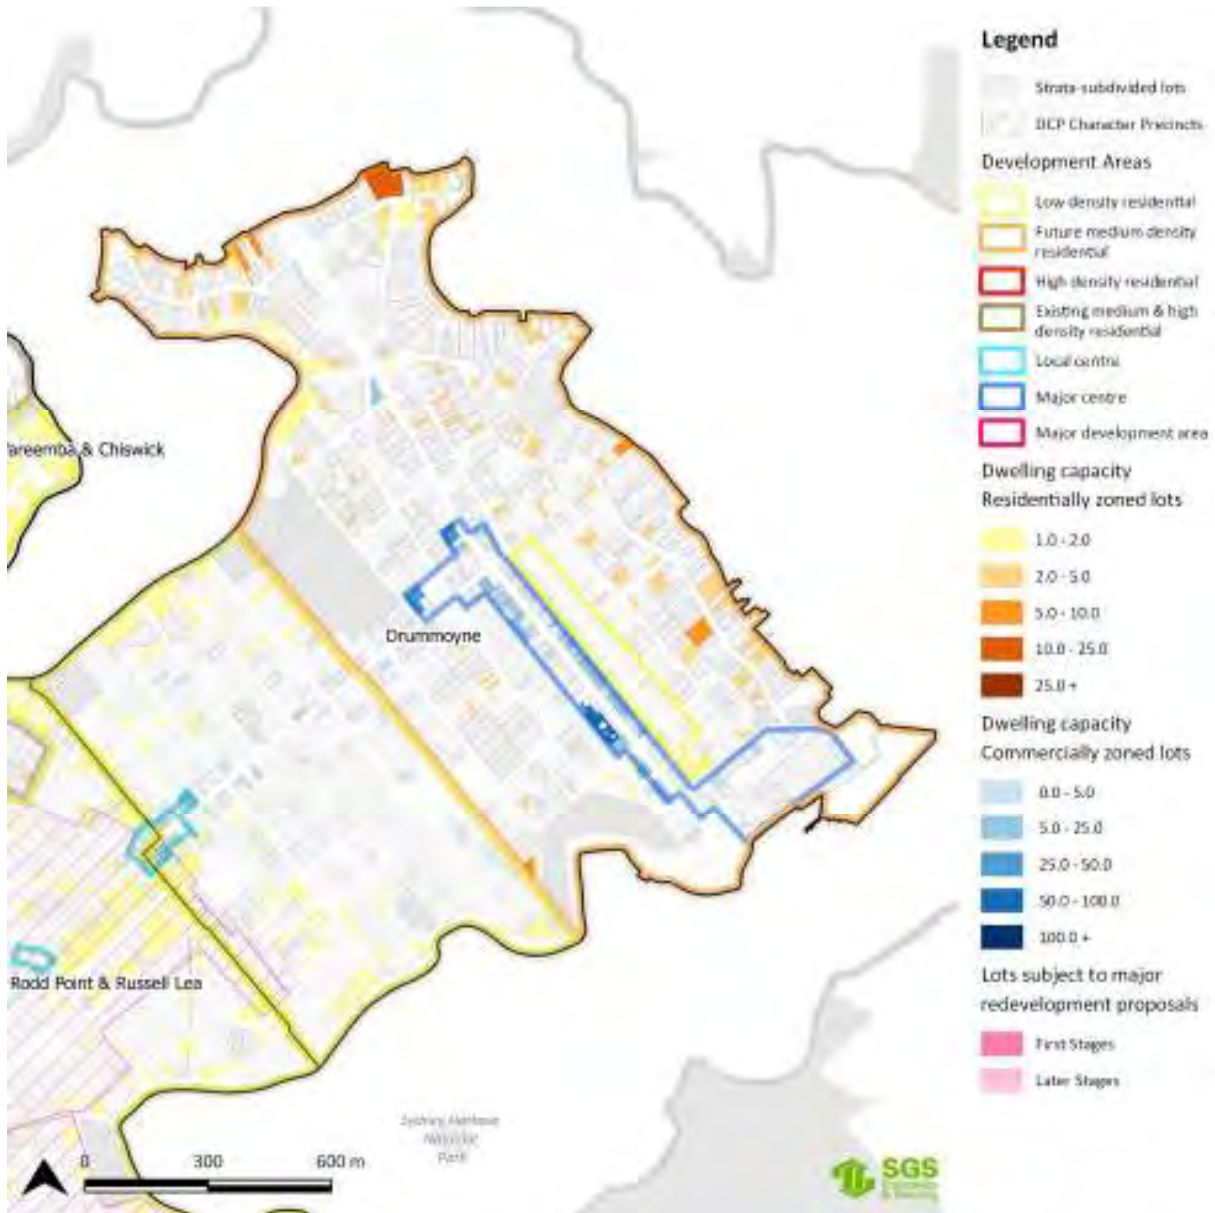 Legend
Strata-subdivided lots
DCP Character Precincts
Development Areas
Low density residential
Future medium density
residential
High density residential
Existing medium & high
density residential
Local centre
Major centre
Major development area
Dwelling capacity
Residentially zoned lots
1.0 - 2.0
2.0 - 5.0
5.0 - 10.0
10.0 - 25.0
25.0 +
Dwelling capacity
Commercially zoned lots
0.0 - 5.0
5.0 - 25.0
25.0 - 50.0
50.0 - 100.0
100.0 +
Lots subject to major
redevelopment proposals
First Stages
Later Stages
areemba & Chiswick
Drummoyne
Rodd Point & Russell Lea
Sydney Harbour
National
Park
0 300 600 m
SGS